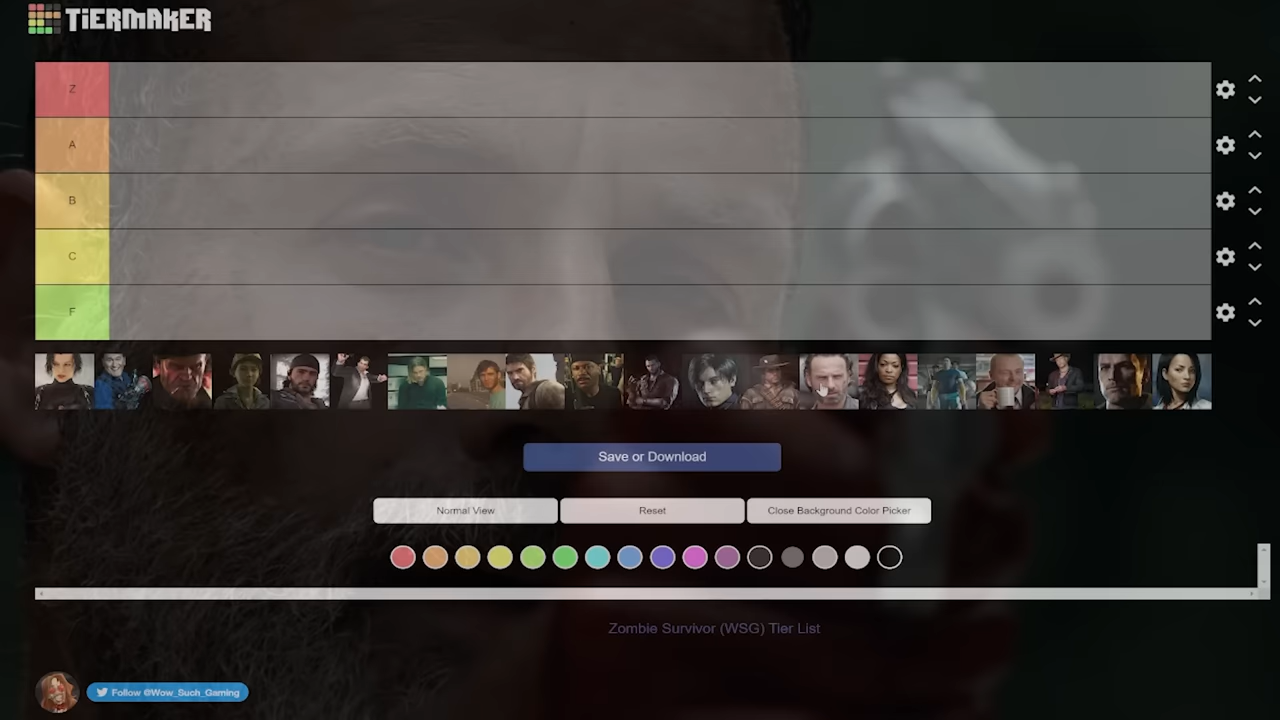 TiERMAKER
Z
A
B
C
F
Save or Download
Normal View
Reset
Close Background Color Picker
Zombie Survivor (WSG) Tier List
Follow @Wow_Such_Gaming